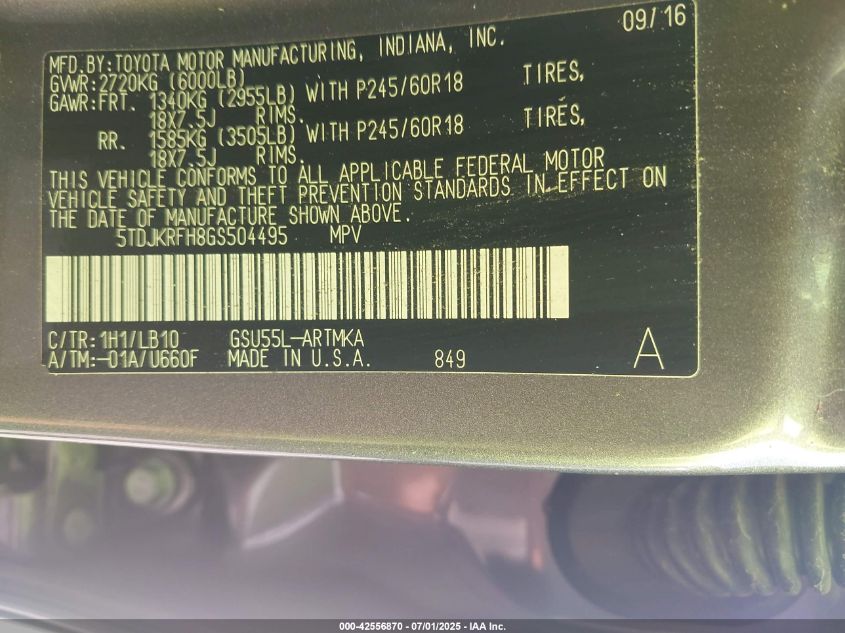 09/16
MFD.BY:TOYOTA MOTOR MANUFACTURING, INDIANA, INC.
GVWR:2720KG (6000LB)
GAWR:FRT. 1340KG (2955LB) WITH P245/60R18 TIRES,
18X7.5J RIMS.
RR. 1585KG (3505LB) WITH P245/60R18 TIRES,
18X7.5J RIMS.
THIS VEHICLE CONFORMS TO ALL APPLICABLE FEDERAL MOTOR
VEHICLE SAFETY AND THEFT PREVENTION STANDARDS IN EFFECT ON
THE DATE OF MANUFACTURE SHOWN ABOVE.
5TDJKRFH8GS504495 MPV
C/TR:1H1/LB10 GSU55L-ARTMKA
A/TM:-01A/U660F MADE IN U.S.A. 849 A
000-42556870 - 07/01/2025 - IAA Inc.